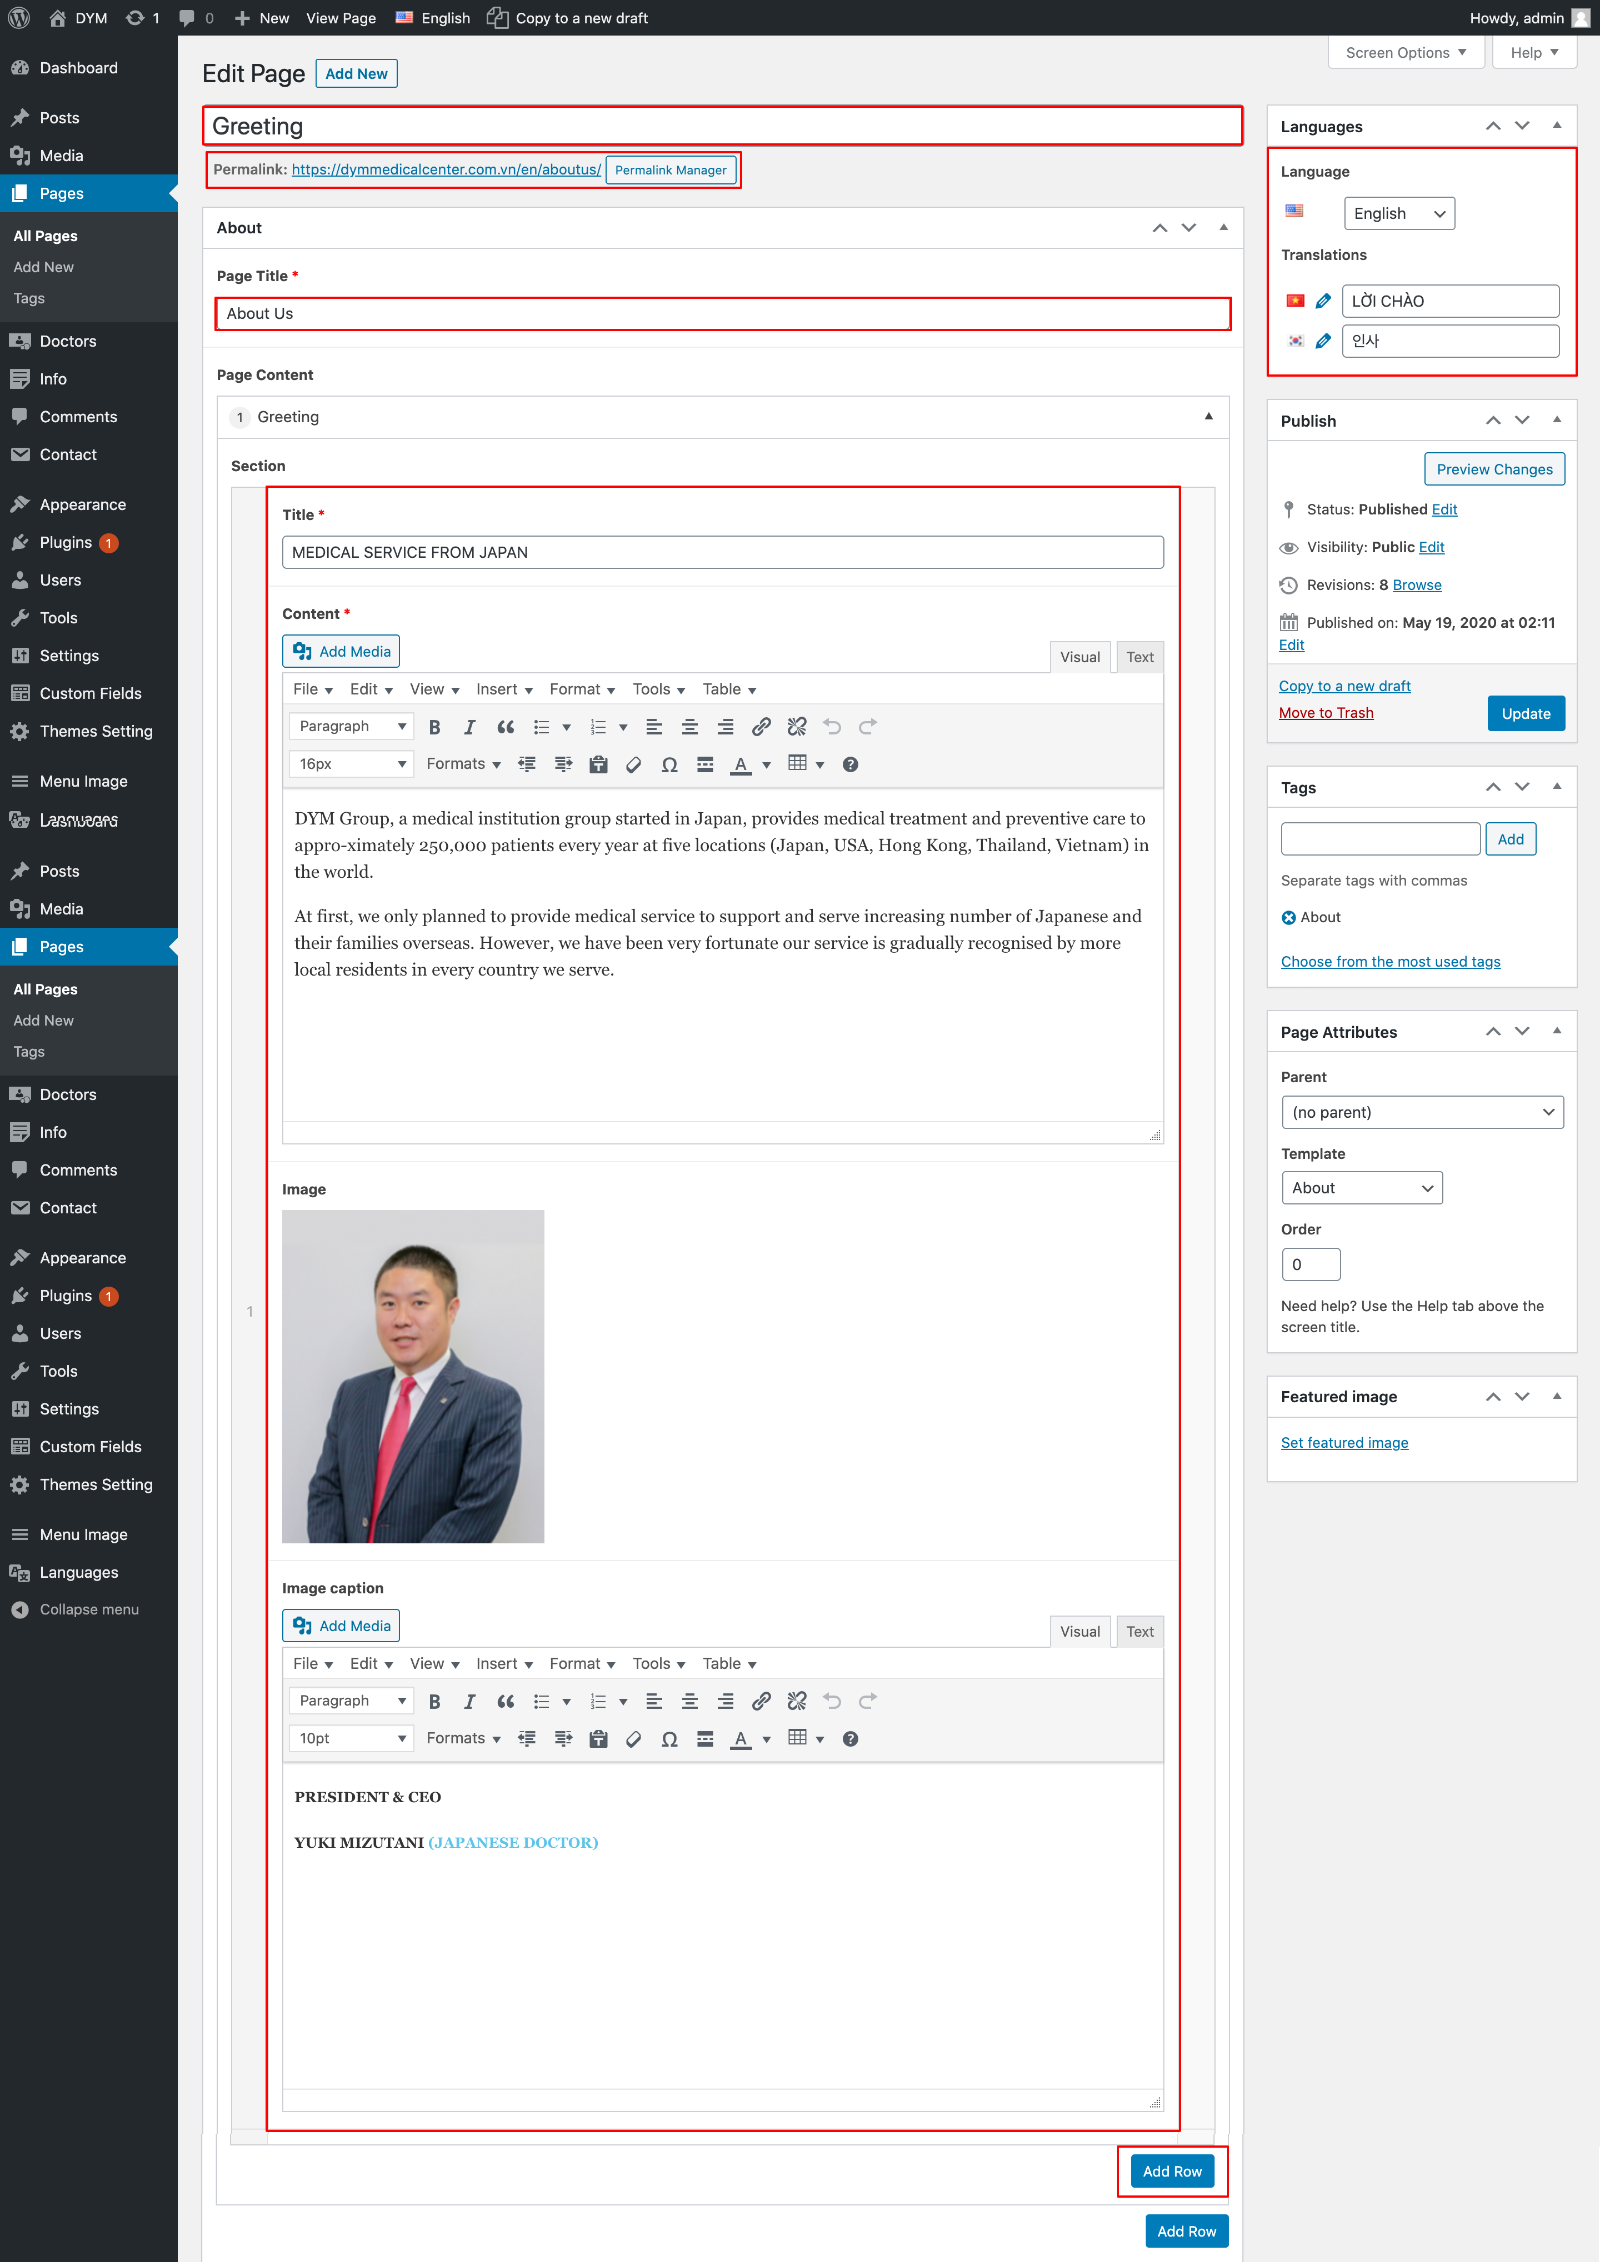 DYM 1 0 New View Page English Copy to a new draft Howdy, admin
Screen Options Help
Dashboard
Posts
Media
Pages
All Pages
Add New
Tags
Doctors
Info
Comments
Contact
Appearance
Plugins 1
Users
Tools
Settings
Custom Fields
Themes Setting
Menu Image
Posts
Media
Pages
All Pages
Add New
Tags
Doctors
Info
Comments
Contact
Appearance
Plugins 1
Users
Tools
Settings
Custom Fields
Themes Setting
Menu Image
Languages
Collapse menu
Edit Page Add New
Greeting
Permalink: https://dymmedicalcenter.com.vn/en/aboutus/ Permalink Manager
About
Page Title *
About Us
Page Content
1 Greeting
Section
1
Title *
MEDICAL SERVICE FROM JAPAN
Content *
Add Media
Visual Text
File Edit View Insert Format Tools Table
Paragraph
16px Formats
DYM Group, a medical institution group started in Japan, provides medical treatment and preventive care to
appro-ximately 250,000 patients every year at five locations (Japan, USA, Hong Kong, Thailand, Vietnam) in
the world.
At first, we only planned to provide medical service to support and serve increasing number of Japanese and
their families overseas. However, we have been very fortunate our service is gradually recognised by more
local residents in every country we serve.
Image
Image caption
Add Media
Visual Text
File Edit View Insert Format Tools Table
Paragraph
10pt Formats
PRESIDENT & CEO
YUKI MIZUTANI (JAPANESE DOCTOR)
Add Row
Add Row
Languages
Language
English
Translations
LỜI CHÀO
인사
Publish
Preview Changes
Status: Published Edit
Visibility: Public Edit
Revisions: 8 Browse
Published on: May 19, 2020 at 02:11
Edit
Copy to a new draft
Move to Trash
Update
Tags
Add
Separate tags with commas
About
Choose from the most used tags
Page Attributes
Parent
(no parent)
Template
About
Order
0
Need help? Use the Help tab above the
screen title.
Featured image
Set featured image